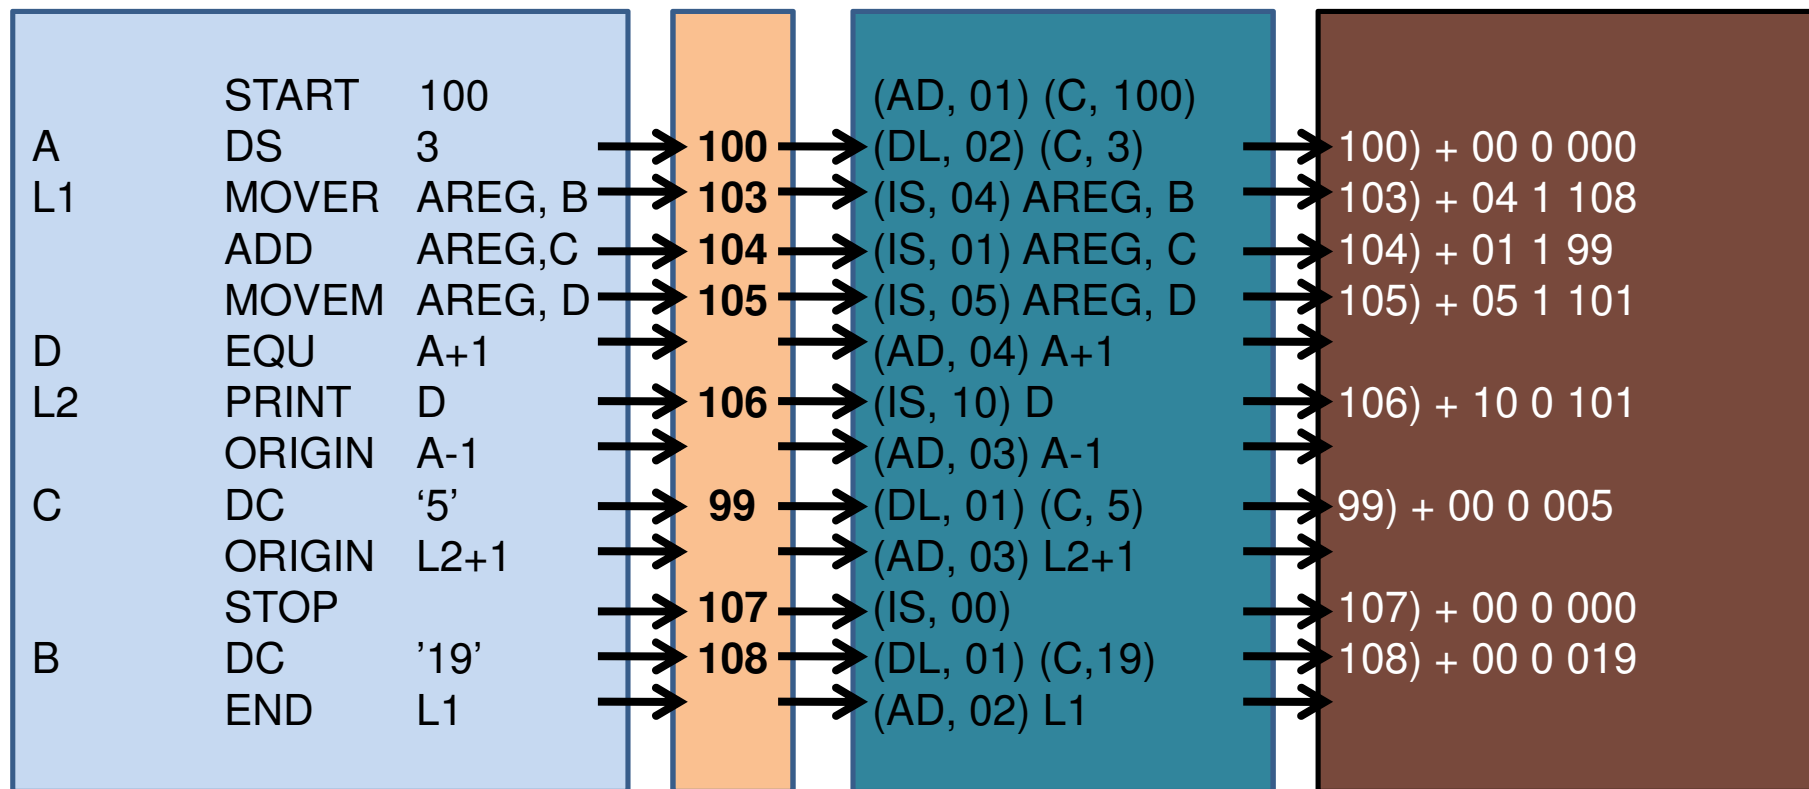 START 100 (AD, 01) (C, 100)
A DS 3 100 (DL, 02) (C, 3) 100) + 00 0 000
L1 MOVER AREG, B 103 (IS, 04) AREG, B 103) + 04 1 108
ADD AREG,C 104 (IS, 01) AREG, C 104) + 01 1 99
MOVEM AREG, D 105 (IS, 05) AREG, D 105) + 05 1 101
D EQU A+1 (AD, 04) A+1
L2 PRINT D 106 (IS, 10) D 106) + 10 0 101
ORIGIN A-1 (AD, 03) A-1
C DC ‘5’ 99 (DL, 01) (C, 5) 99) + 00 0 005
ORIGIN L2+1 (AD, 03) L2+1
STOP 107 (IS, 00) 107) + 00 0 000
B DC ’19’ 108 (DL, 01) (C,19) 108) + 00 0 019
END L1 (AD, 02) L1